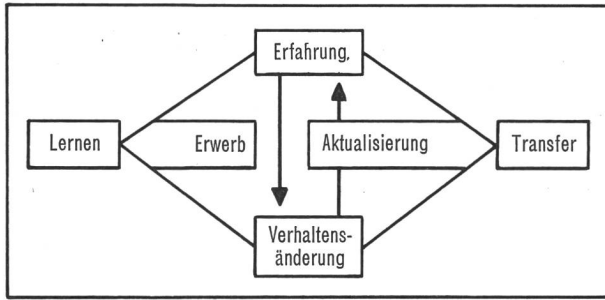 Erfahrung,
Lernen
Erwerb
Aktualisierung
Transfer
Verhaltens-
änderung